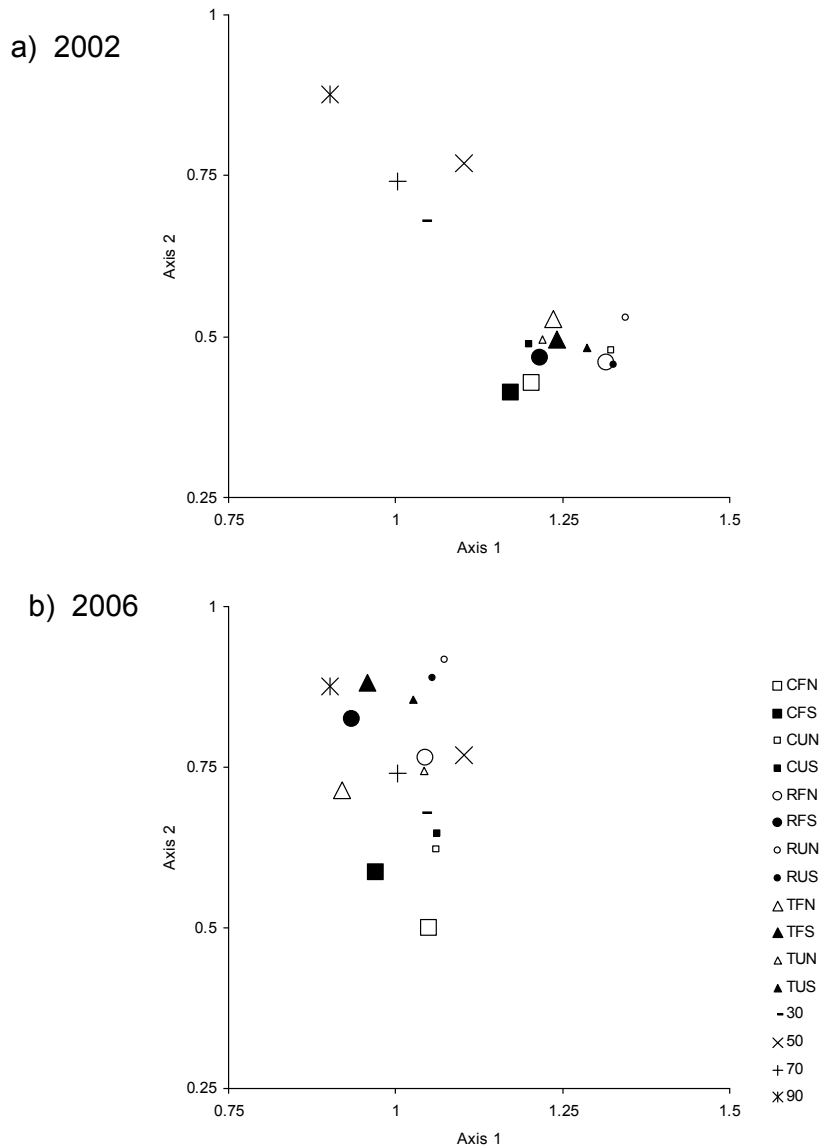 a) 2002
1
0.75
0.5
0.25
Axis 2
0.75 1 1.25 1.5
Axis 1
b) 2006
1
0.75
0.5
0.25
Axis 2
0.75 1 1.25 1.5
Axis 1
CFN
CFS
CUN
CUS
RFN
RFS
RUN
RUS
TFN
TFS
TUN
TUS
30
50
70
90